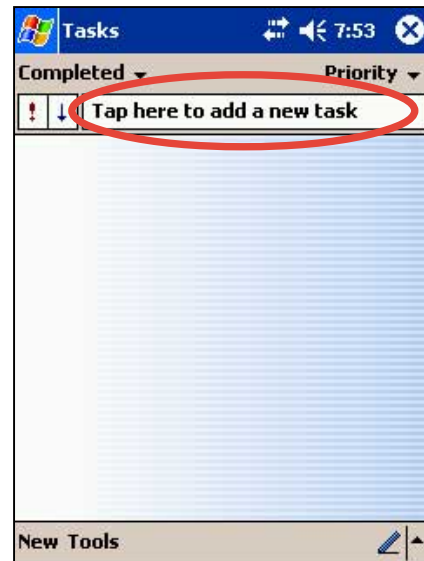 Tasks 7:53
Completed Priority
! ↓ Tap here to add a new task
New Tools